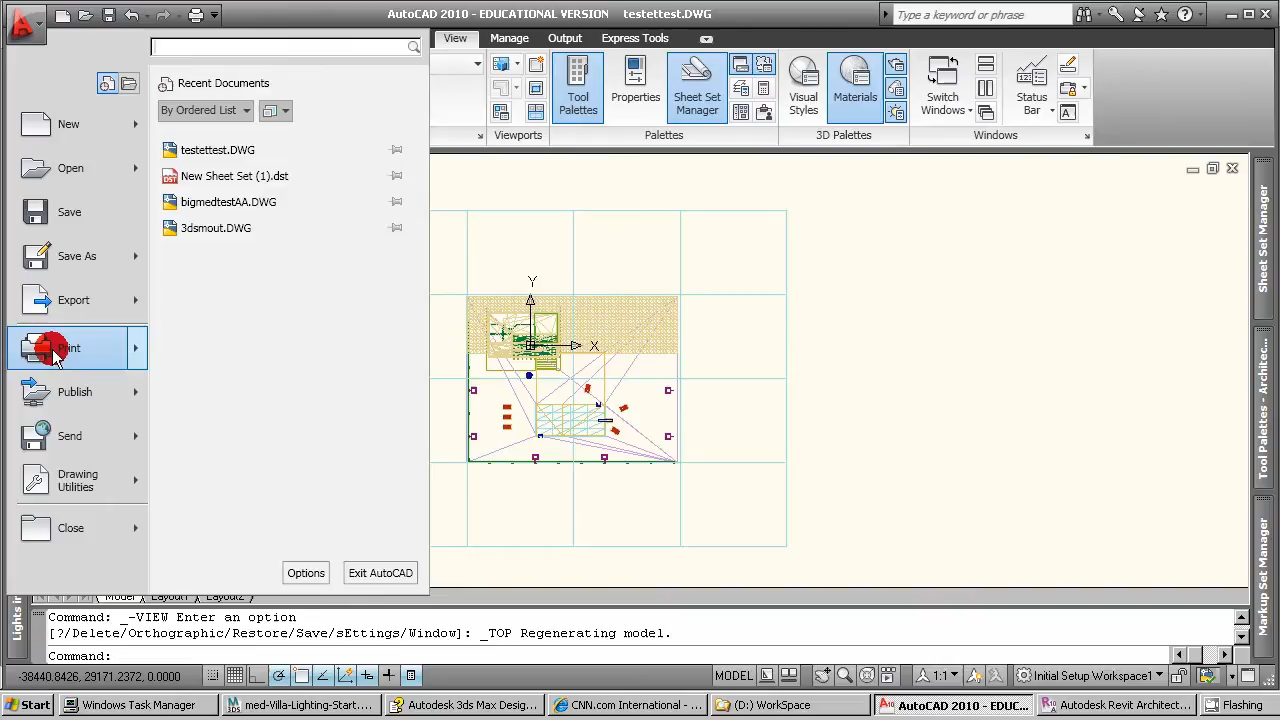 AutoCAD 2010 - EDUCATIONAL VERSION testettest.DWG
Type a keyword or phrase
View Manage Output Express Tools
Tool Palettes
Properties
Sheet Set Manager
Visual Styles
Materials
Switch Windows
Status Bar
Viewports
Palettes
3D Palettes
Windows
Recent Documents
By Ordered List
New
Open
Save
Save As
Export
Print
Publish
Send
Drawing Utilities
Close
testettest.DWG
New Sheet Set (1).dst
bigmedtestAA.DWG
3dsmout.DWG
Options
Exit AutoCAD
Y
X
Sheet Set Manager
Tool Palettes - Archite...
Markup Set Manager
Lights in
Model Layout1 Layout2
Command: _-VIEW Enter an option
[?/Delete/Orthographic/Restore/Save/sEttings/Window]: _TOP Regenerating model.
Command:
-38440.8426, 29171.2372, 0.0000
MODEL
1:1
Initial Setup Workspace1
Start
Windows Task Manager
med-Villa-Lighting-Start....
Autodesk 3ds Max Desig...
CNN.com International - ...
(D:) WorkSpace
AutoCAD 2010 - EDUC...
Autodesk Revit Architect...
Flashing